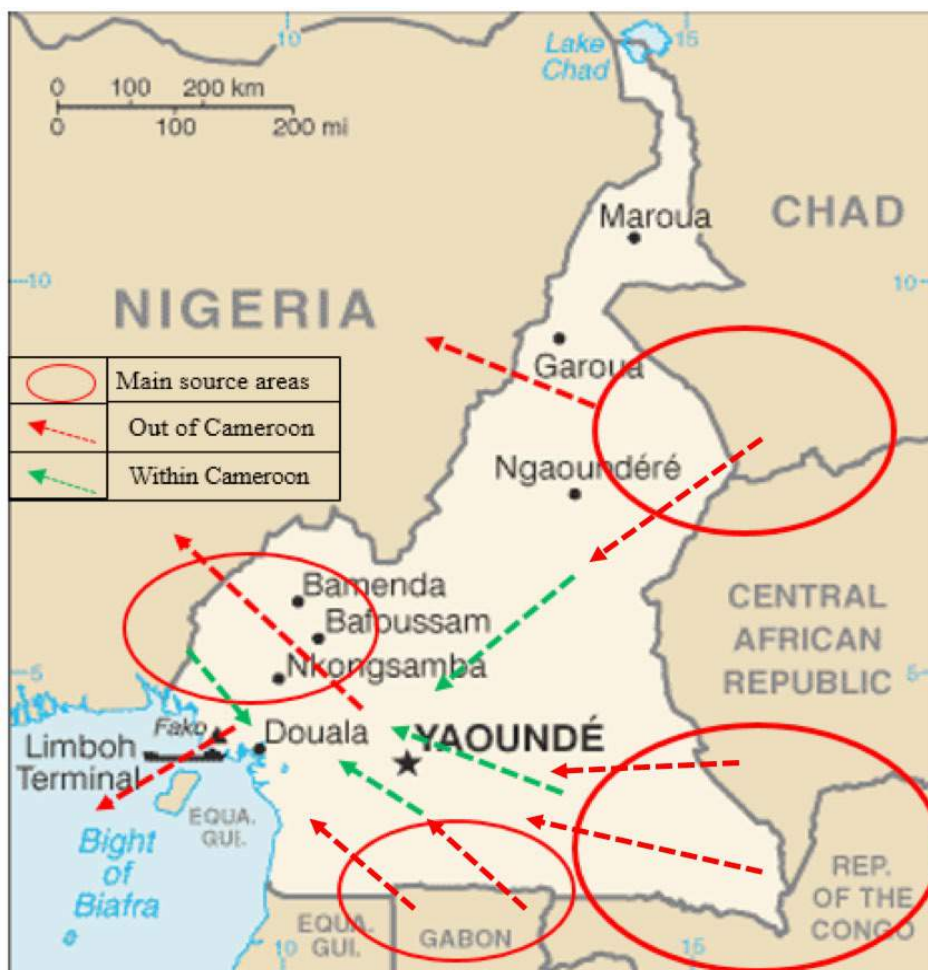 10
15
Lake
Chad
0 100 200 km
0 100 200 mi
Maroua
CHAD
10
10
NIGERIA
Garoua
Main source areas
Out of Cameroon
Within Cameroon
Ngaoundéré
Bamenda
Bafoussam
Nkongsamba
CENTRAL
AFRICAN
REPUBLIC
5
5
Fako
Douala
YAOUNDÉ
Limboh
Terminal
EQUA.
GUI.
Bight
of
Biafra
REP.
OF THE
CONGO
EQUA.
GUI.
GABON
10
15